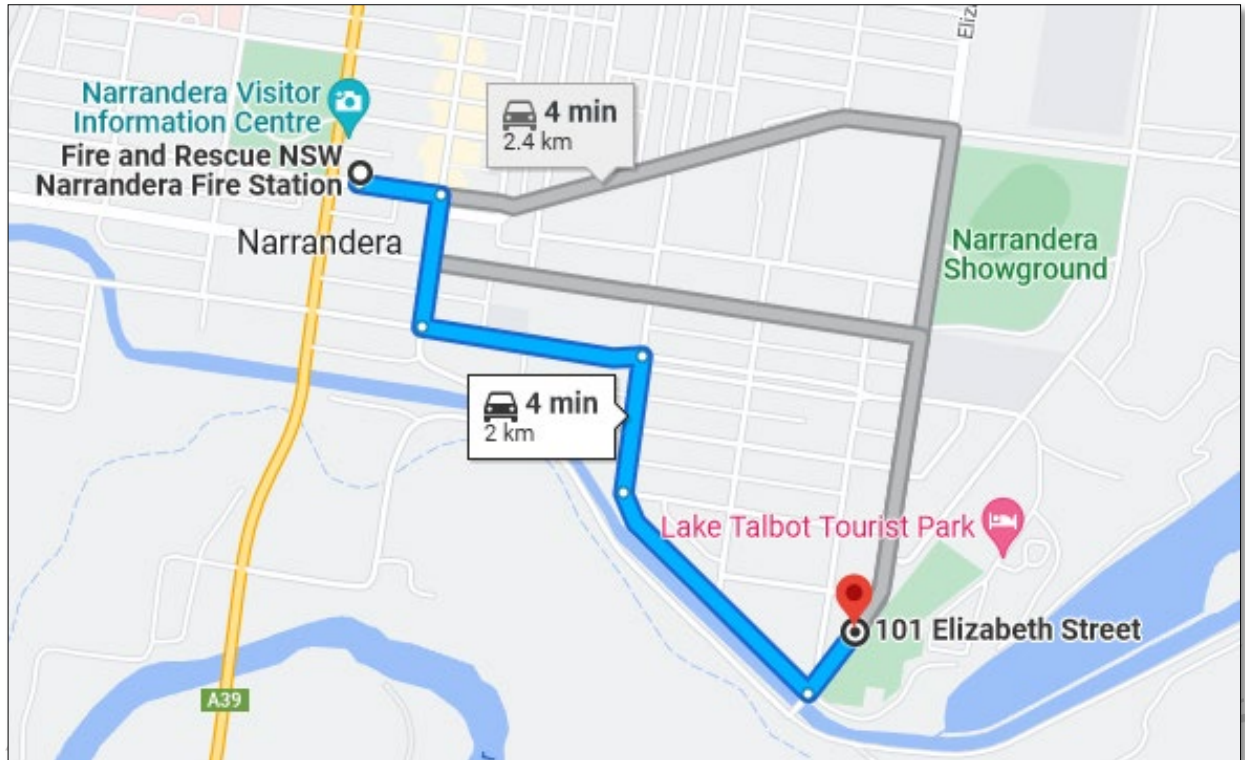 Eliz
Narrandera Visitor
Information Centre
Fire and Rescue NSW
Narrandera Fire Station
4 min
2.4 km
Narrandera
Narrandera
Showground
4 min
2 km
Lake Talbot Tourist Park
101 Elizabeth Street
A39